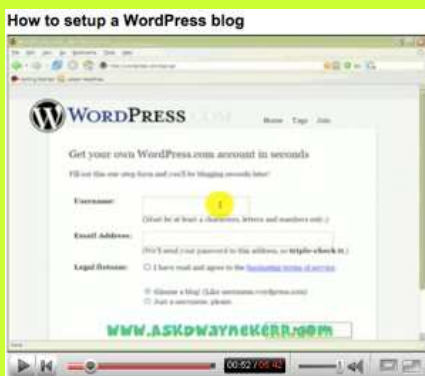 How to setup a WordPress blog
WORDPRESS.COM
Home Tags Join
Get your own WordPress.com account in seconds
Fill out this one-step form and you'll be blogging seconds later!
Username:
(Must be at least 4 characters, letters and numbers only.)
Email Address:
(We'll send your password to this address, so triple-check it.)
Legal flotsam: I have read and agree to the fascinating terms of service.
Gimme a blog! (Like username.wordpress.com)
Just a username, please.
WWW.ASKDWAYNEKERR.COM
00:52 / 05:42